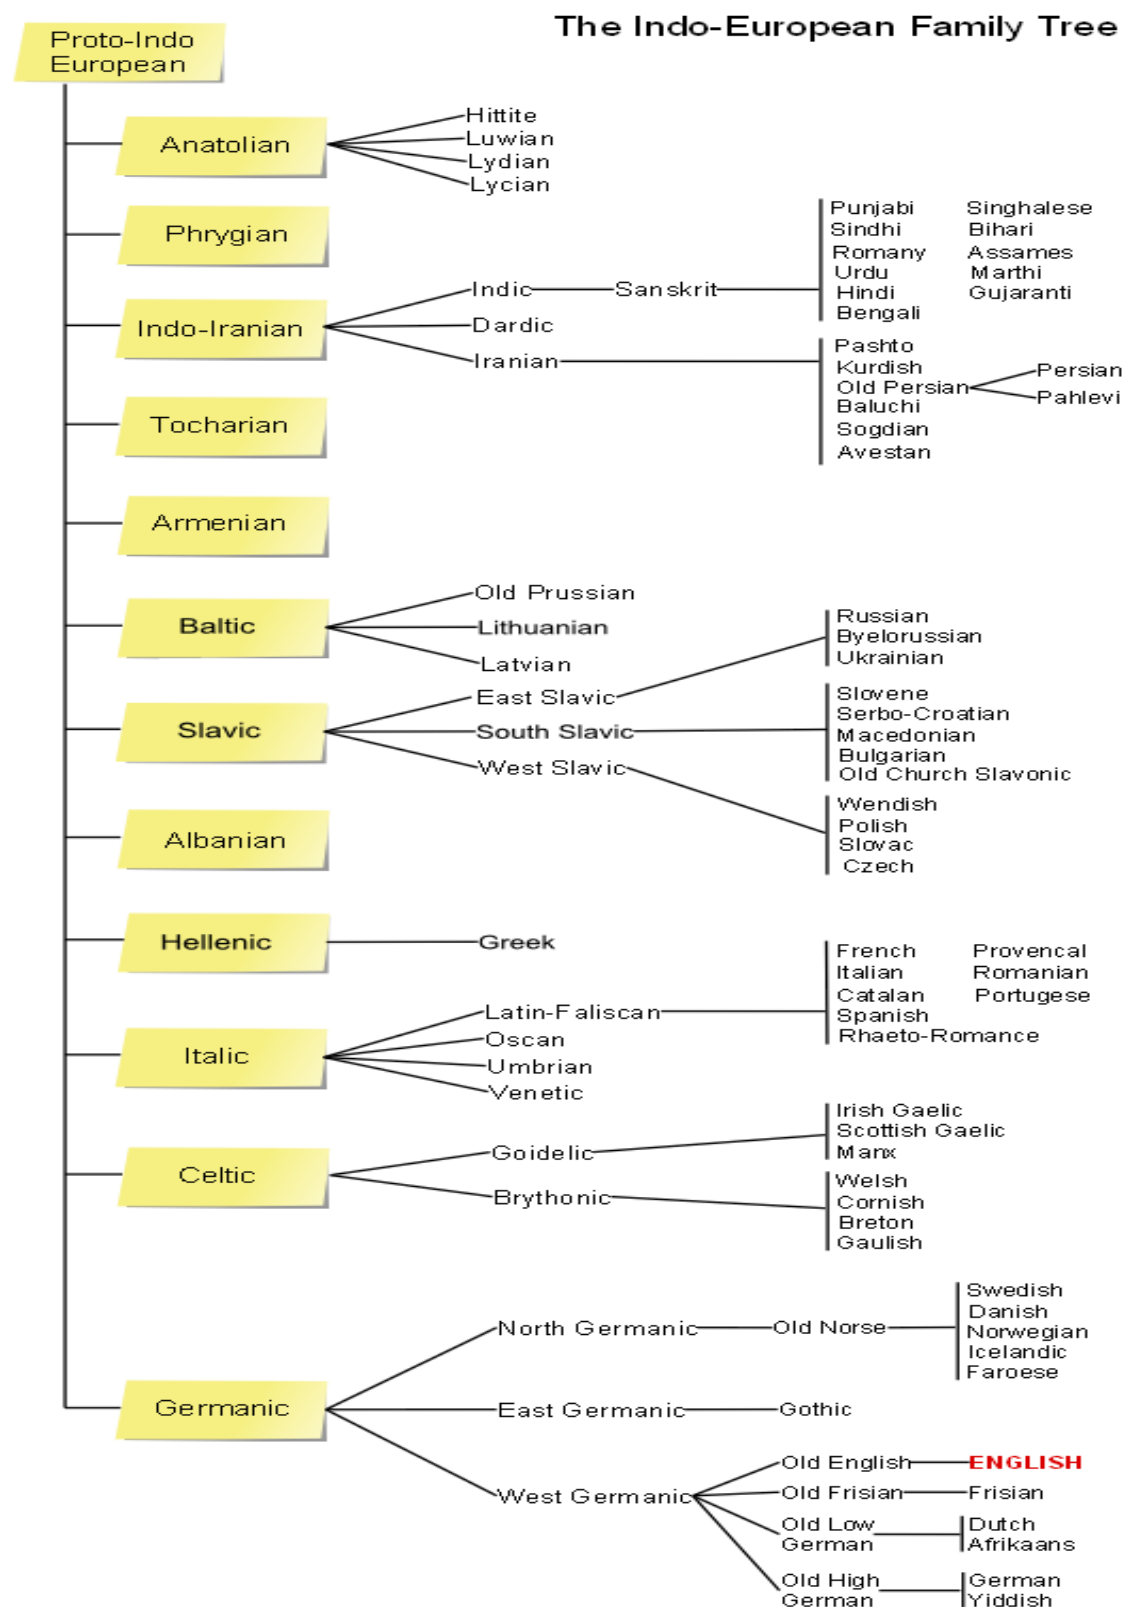 The Indo-European Family Tree
Proto-Indo
European
Anatolian
Hittite
Luwian
Lydian
Lycian
Phrygian
Indo-Iranian
Indic
Sanskrit
Punjabi
Sindhi
Romany
Urdu
Hindi
Bengali
Singhalese
Bihari
Assames
Marthi
Gujaranti
Dardic
Iranian
Pashto
Kurdish
Old Persian
Baluchi
Sogdian
Avestan
Persian
Pahlevi
Tocharian
Armenian
Baltic
Old Prussian
Lithuanian
Latvian
Slavic
East Slavic
Russian
Byelorussian
Ukrainian
South Slavic
Slovene
Serbo-Croatian
Macedonian
Bulgarian
Old Church Slavonic
West Slavic
Wendish
Polish
Slovac
Czech
Albanian
Hellenic
Greek
Italic
Latin-Faliscan
French
Italian
Catalan
Spanish
Rhaeto-Romance
Provencal
Romanian
Portugese
Oscan
Umbrian
Venetic
Celtic
Goidelic
Irish Gaelic
Scottish Gaelic
Manx
Brythonic
Welsh
Cornish
Breton
Gaulish
Germanic
North Germanic
Old Norse
Swedish
Danish
Norwegian
Icelandic
Faroese
East Germanic
Gothic
West Germanic
Old English
ENGLISH
Old Frisian
Frisian
Old Low
German
Dutch
Afrikaans
Old High
German
German
Yiddish